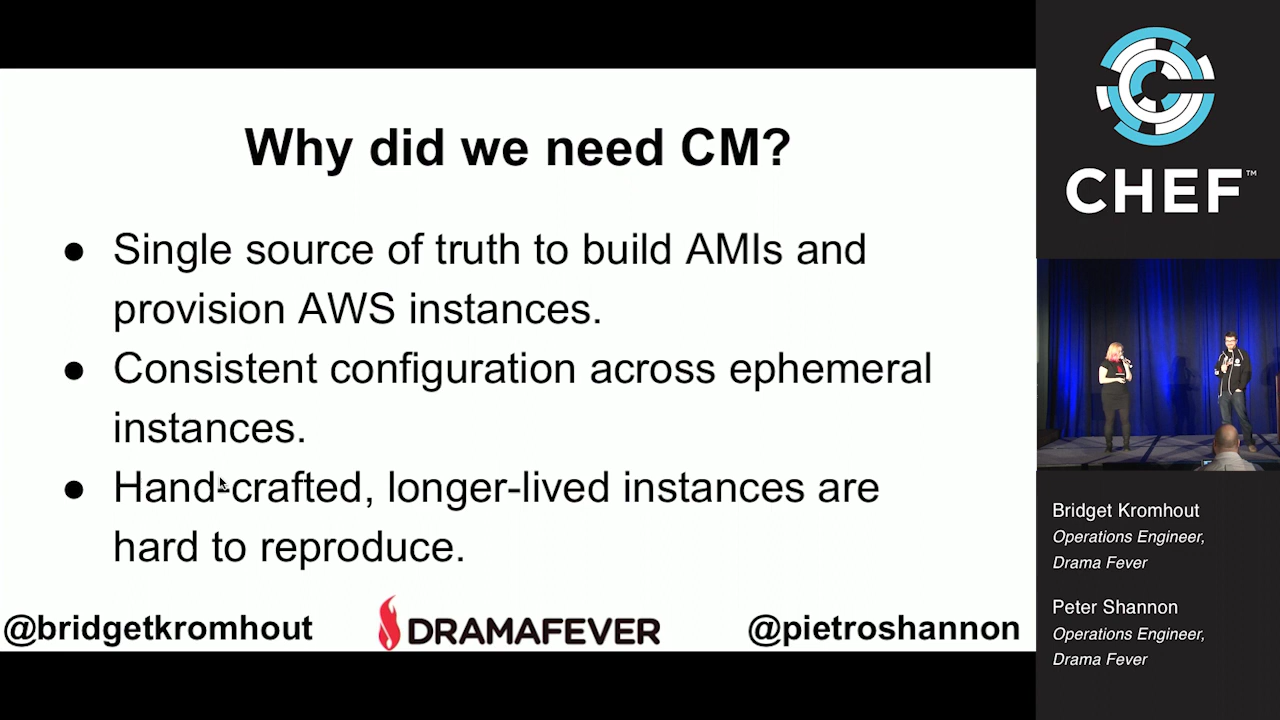 Why did we need CM?
● Single source of truth to build AMIs and
provision AWS instances.
● Consistent configuration across ephemeral
instances.
● Hand-crafted, longer-lived instances are
hard to reproduce.
@bridgetkromhout
DRAMAFEVER
@pietroshannon
CHEF™
Bridget Kromhout
Operations Engineer,
Drama Fever
Peter Shannon
Operations Engineer,
Drama Fever